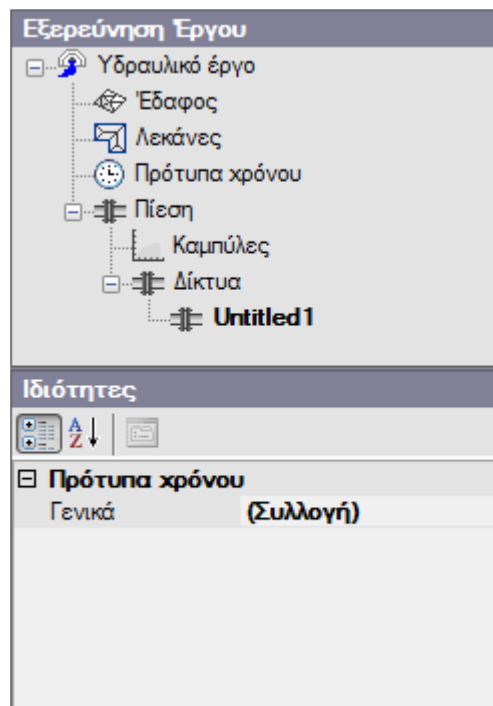 Εξερεύνηση Έργου
Υδραυλικό έργο
Έδαφος
Λεκάνες
Πρότυπα χρόνου
Πίεση
Καμπύλες
Δίκτυα
Untitled1
Ιδιότητες
Πρότυπα χρόνου
Γενικά (Συλλογή)